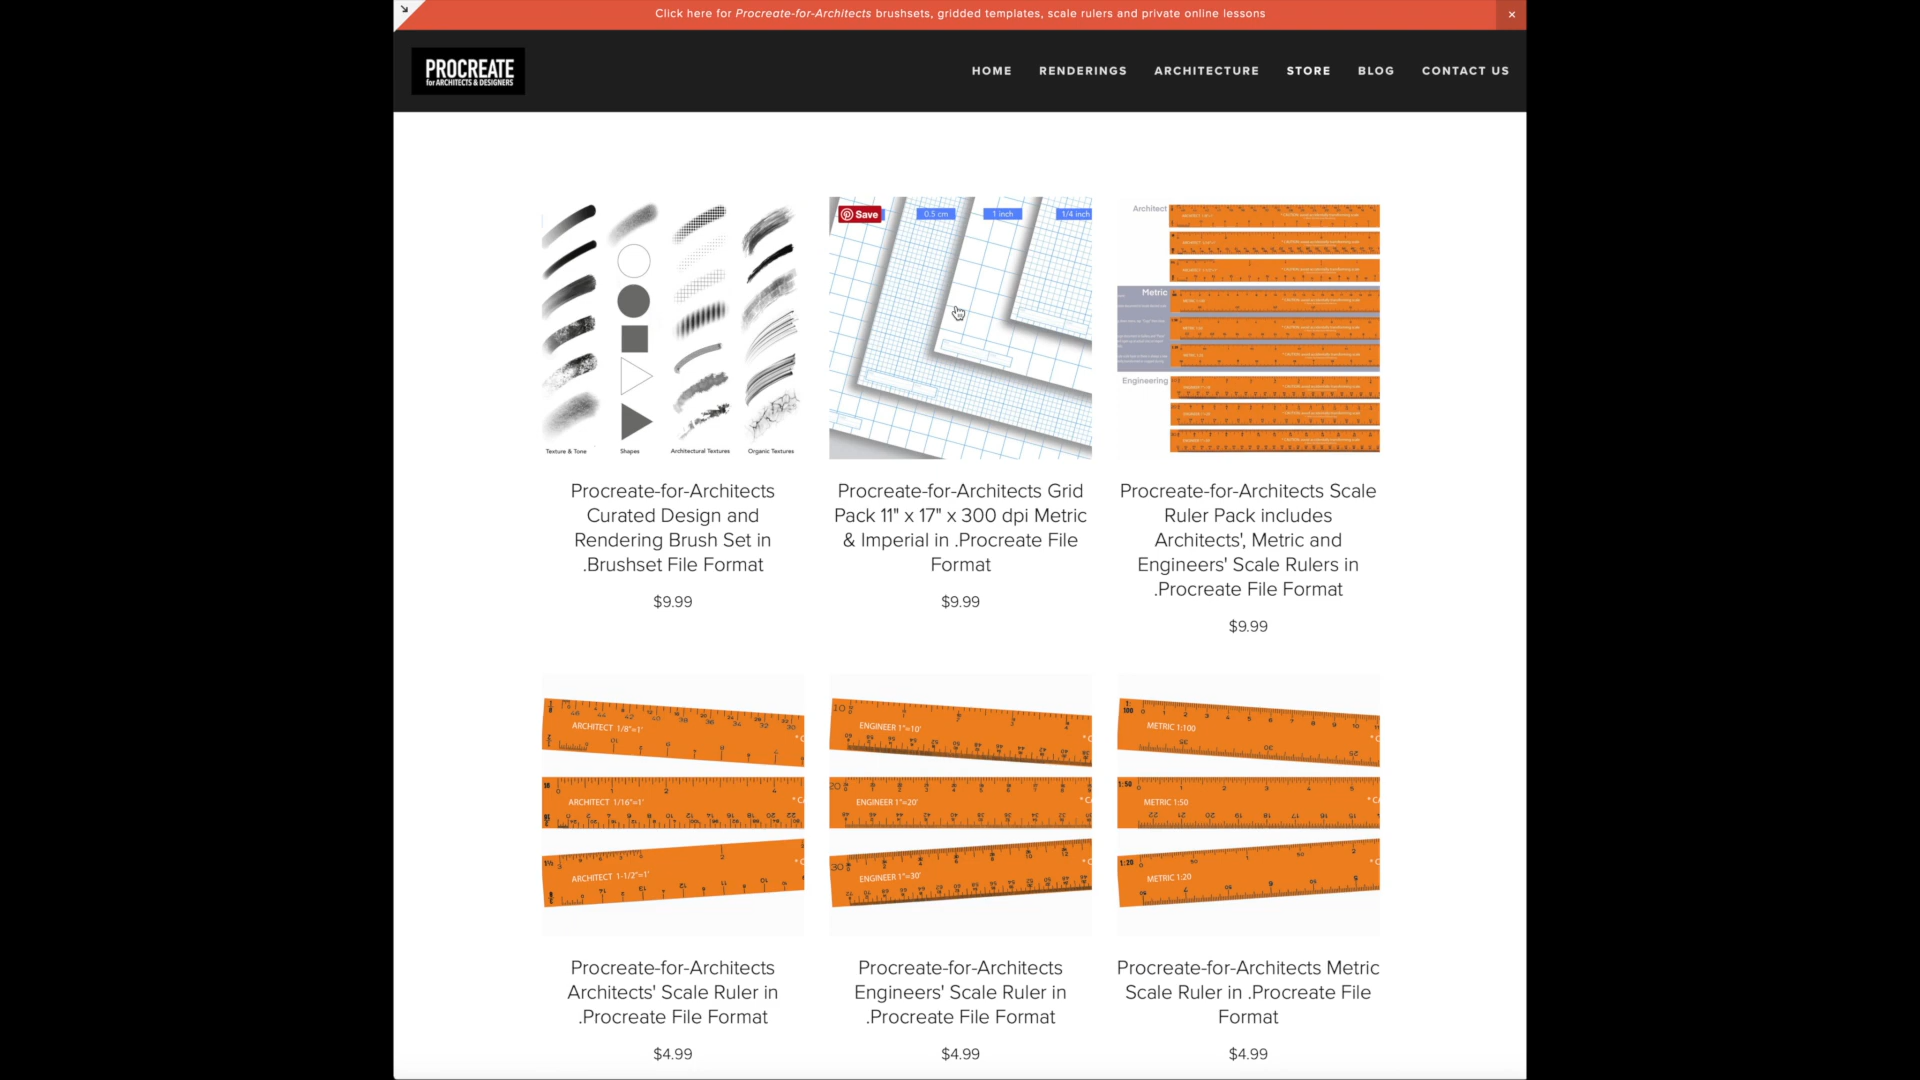 Click here for Procreate-for-Architects brushsets, gridded templates, scale rulers and private online lessons
PROCREATE
for ARCHITECTS & DESIGNERS
HOME RENDERINGS ARCHITECTURE STORE BLOG CONTACT US
Texture & Tone Shapes Architectural Textures Organic Textures
Save 0.5 cm 1 inch 1/4 inch
Architect
Metric
Engineering
Procreate-for-Architects
Curated Design and
Rendering Brush Set in
.Brushset File Format
$9.99
Procreate-for-Architects Grid
Pack 11" x 17" x 300 dpi Metric
& Imperial in .Procreate File
Format
$9.99
Procreate-for-Architects Scale
Ruler Pack includes
Architects', Metric and
Engineers' Scale Rulers in
.Procreate File Format
$9.99
ARCHITECT 1/8"=1'
ARCHITECT 1/16"=1'
ARCHITECT 1-1/2"=1'
ENGINEER 1"=10'
ENGINEER 1"=20'
ENGINEER 1"=30'
METRIC 1:100
METRIC 1:50
METRIC 1:20
Procreate-for-Architects
Architects' Scale Ruler in
.Procreate File Format
$4.99
Procreate-for-Architects
Engineers' Scale Ruler in
.Procreate File Format
$4.99
Procreate-for-Architects Metric
Scale Ruler in .Procreate File
Format
$4.99